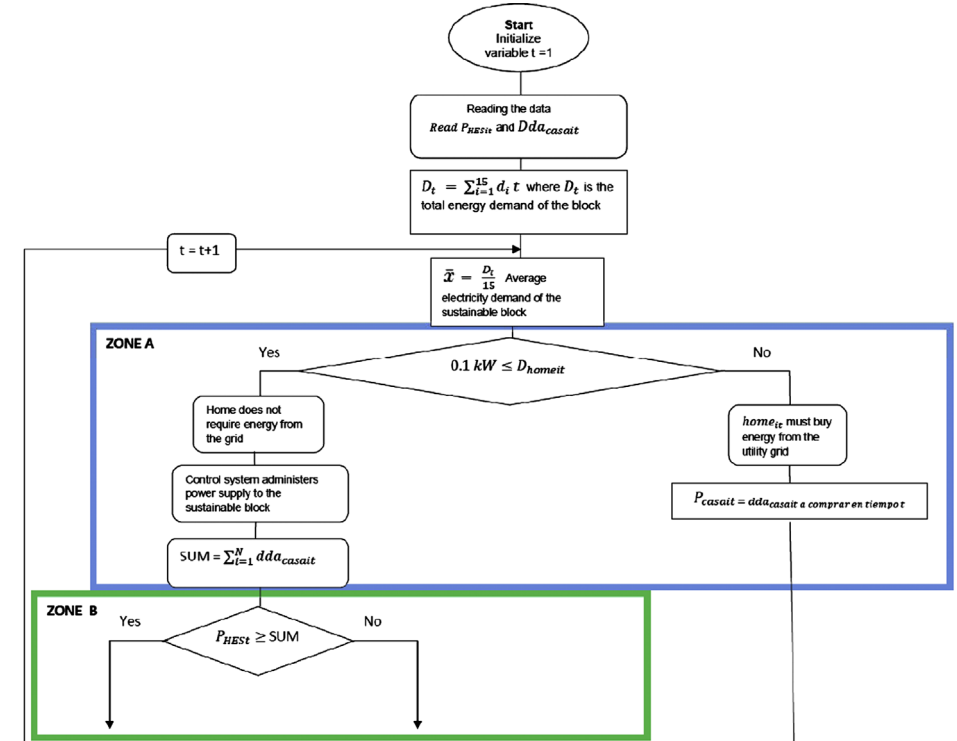 Start
Initialize
variable t =1
Reading the data
Read P_HESit and Dda_casait
D_t = ∑_{i=1}^{15} d_i t where D_t is the
total energy demand of the block
t = t+1
x̄ = D_t/15 Average
electricity demand of the
sustainable block
ZONE A
Yes
No
0.1 kW ≤ D_homeit
Home does not
require energy from
the grid
home_it must buy
energy from the
utility grid
Control system administers
power supply to the
sustainable block
P_casait = dda_casait a comprar en tiempo t
SUM = ∑_{i=1}^{N} dda_casait
ZONE B
Yes
No
P_HESt ≥ SUM